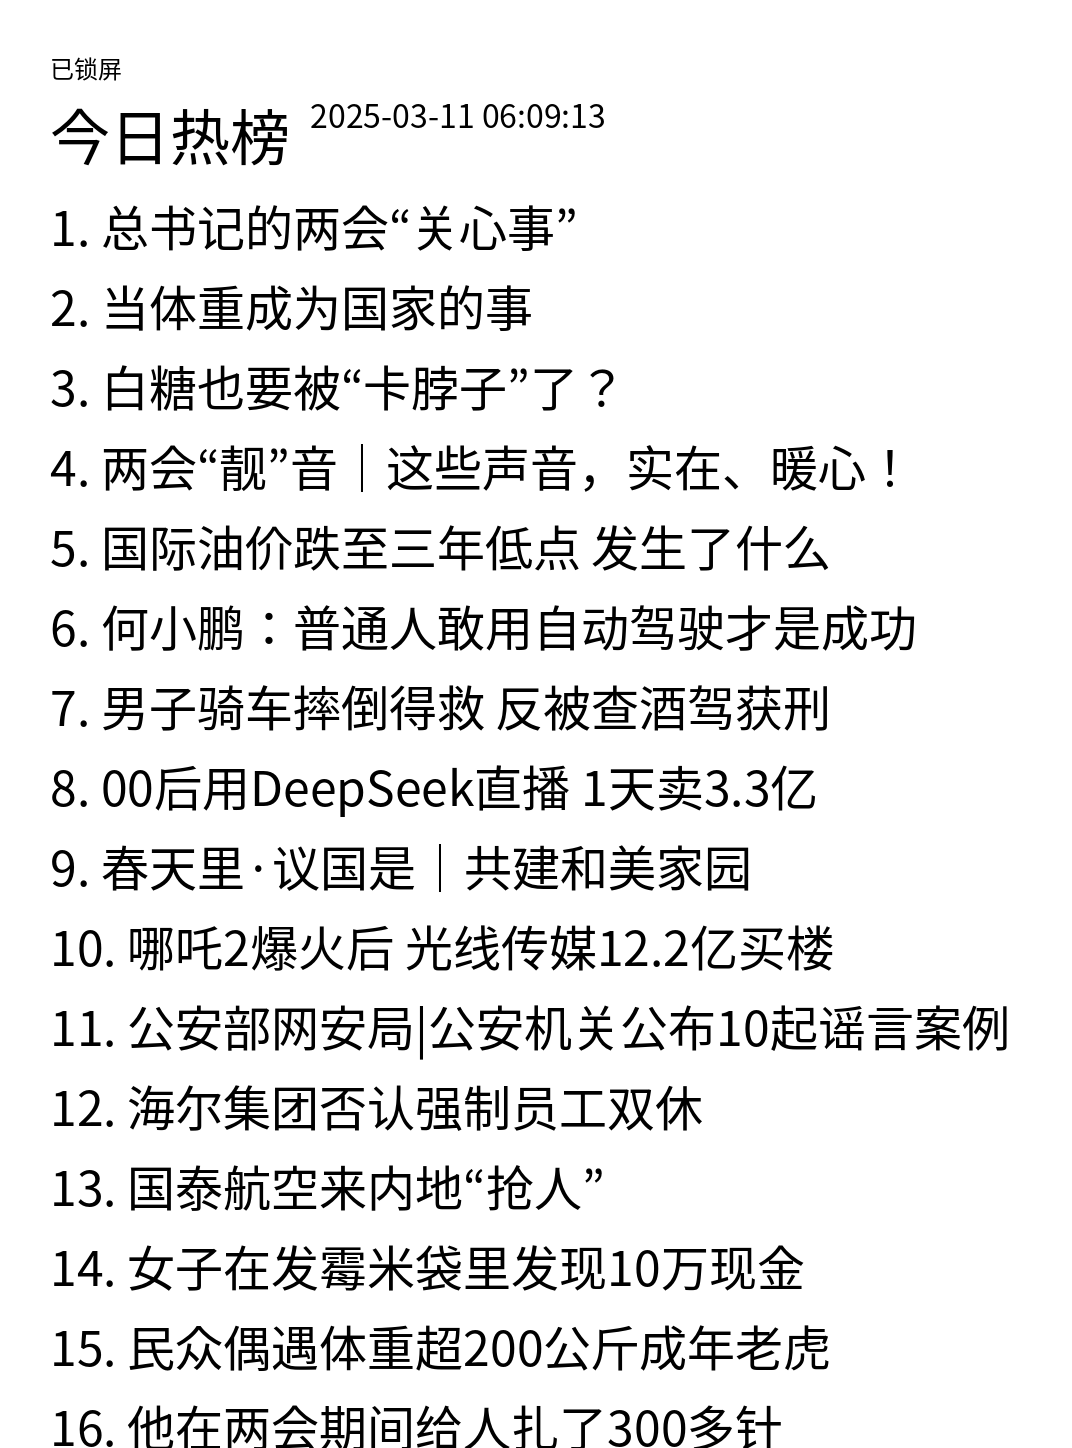 已锁屏
今日热榜 2025-03-11 06:09:13
1. 总书记的两会“关心事”
2. 当体重成为国家的事
3. 白糖也要被“卡脖子”了？
4. 两会“靓”音｜这些声音，实在、暖心！
5. 国际油价跌至三年低点 发生了什么
6. 何小鹏：普通人敢用自动驾驶才是成功
7. 男子骑车摔倒得救 反被查酒驾获刑
8. 00后用DeepSeek直播 1天卖3.3亿
9. 春天里·议国是｜共建和美家园
10. 哪吒2爆火后 光线传媒12.2亿买楼
11. 公安部网安局|公安机关公布10起谣言案例
12. 海尔集团否认强制员工双休
13. 国泰航空来内地“抢人”
14. 女子在发霉米袋里发现10万现金
15. 民众偶遇体重超200公斤成年老虎
16. 他在两会期间给人扎了300多针